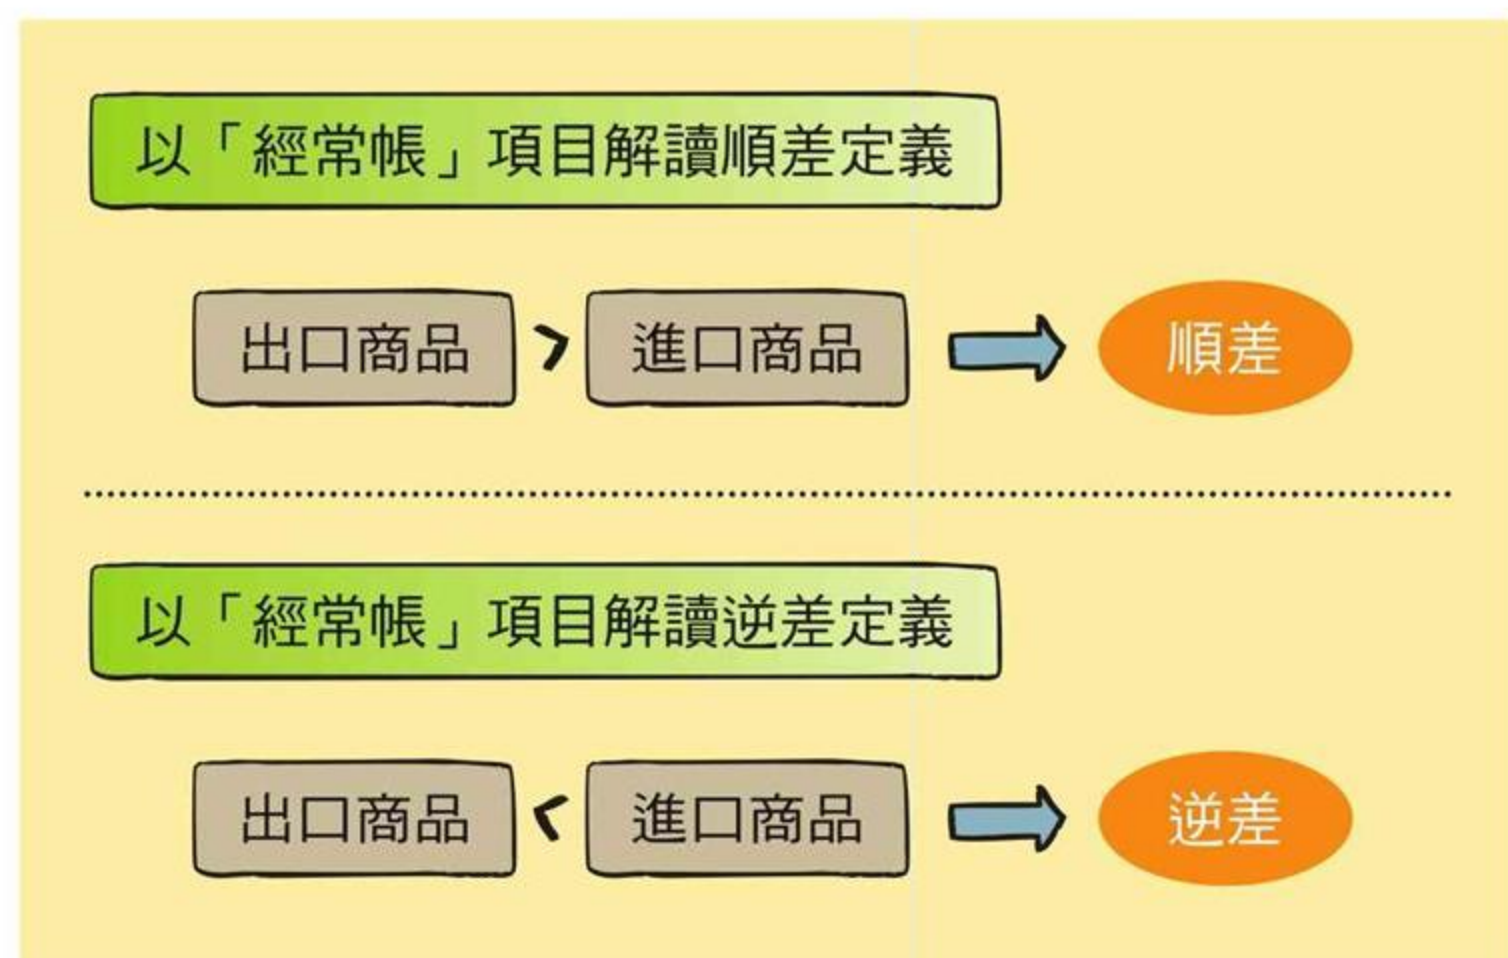 以「經常帳」項目解讀順差定義
出口商品 > 進口商品 順差
以「經常帳」項目解讀逆差定義
出口商品 < 進口商品 逆差